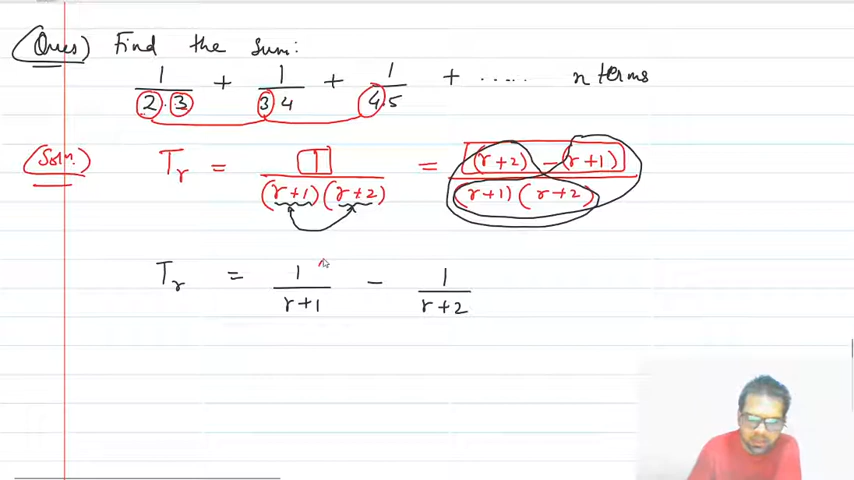 Ques) Find the sum:
1/2.3 + 1/3.4 + 1/4.5 + ...... n terms
Soln. T_r = 1/(r+1)(r+2) = (r+2) - (r+1)/(r+1)(r+2)
T_r = 1/r+1 - 1/r+2